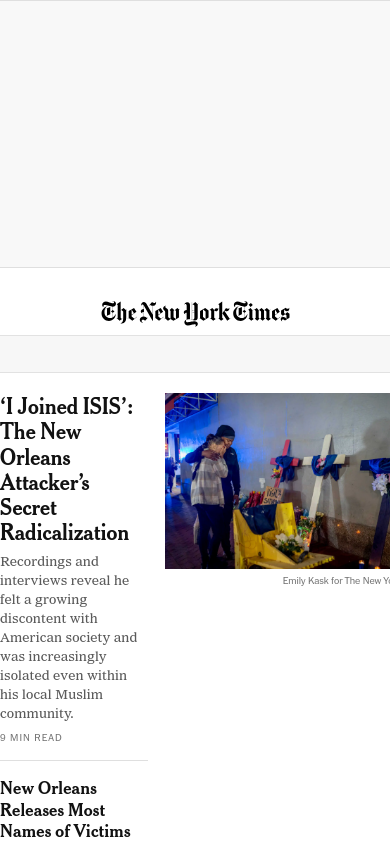 The New York Times
‘I Joined ISIS’:
The New
Orleans
Attacker’s
Secret
Radicalization
Recordings and
interviews reveal he
felt a growing
discontent with
American society and
was increasingly
isolated even within
his local Muslim
community.
9 MIN READ
Emily Kask for The New Yo
New Orleans
Releases Most
Names of Victims